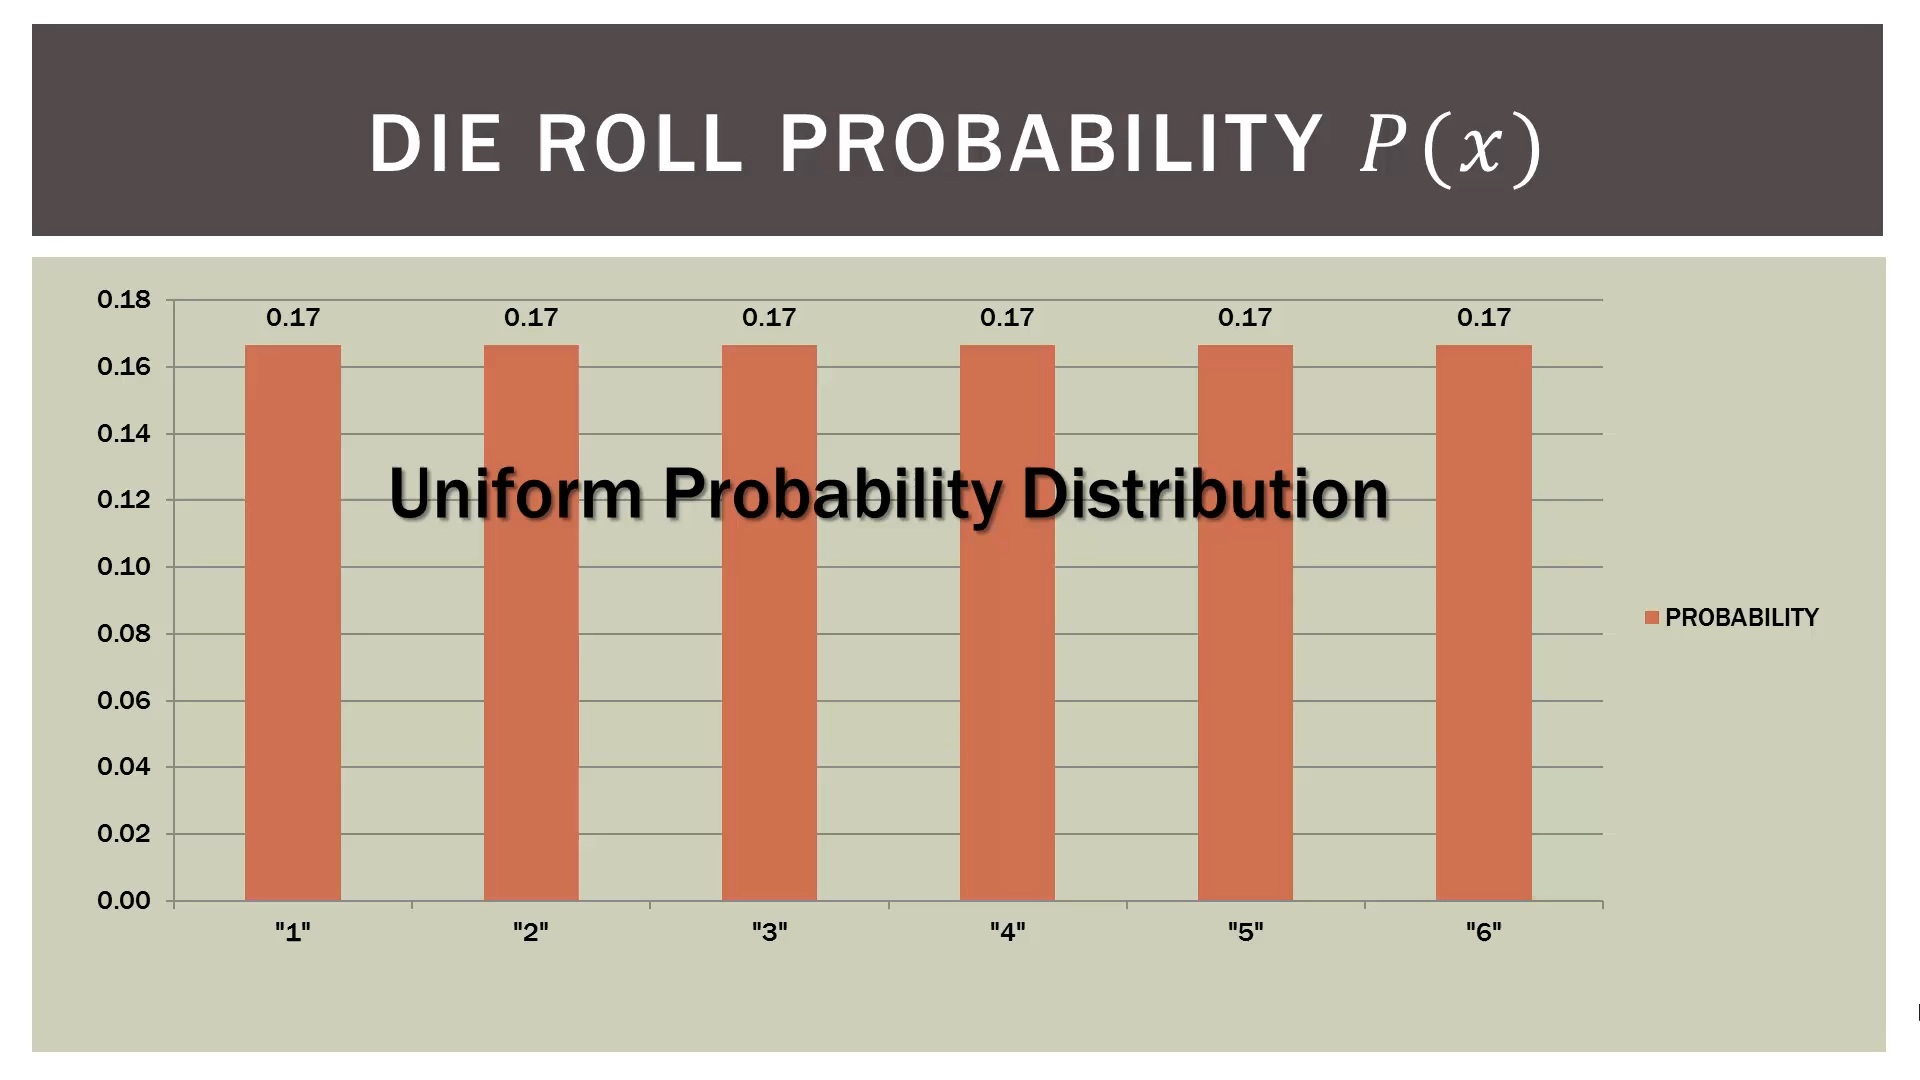 DIE ROLL PROBABILITY P(x)
0.18
0.17 0.17 0.17 0.17 0.17 0.17
0.16
0.14
Uniform Probability Distribution
0.12
0.10
0.08
PROBABILITY
0.06
0.04
0.02
0.00
"1" "2" "3" "4" "5" "6"